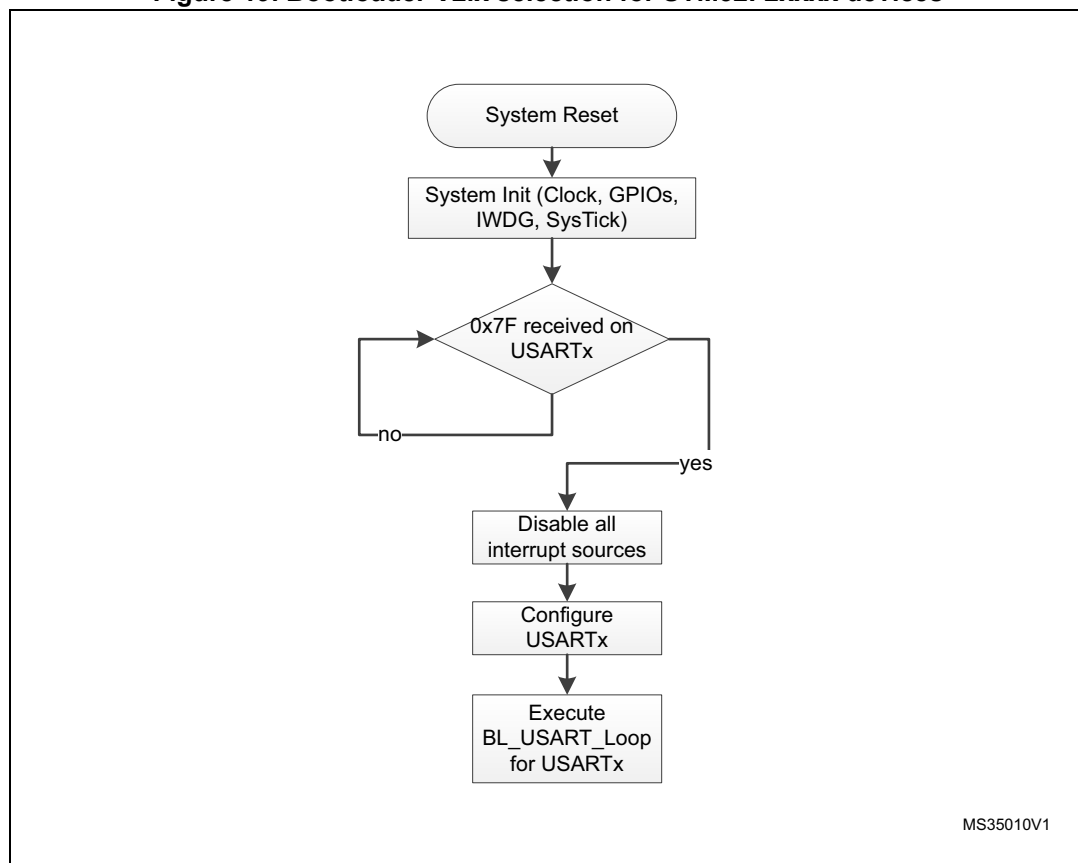 System Reset
System Init (Clock, GPIOs,
IWDG, SysTick)
0x7F received on
USARTx
no
yes
Disable all
interrupt sources
Configure
USARTx
Execute
BL_USART_Loop
for USARTx
MS35010V1